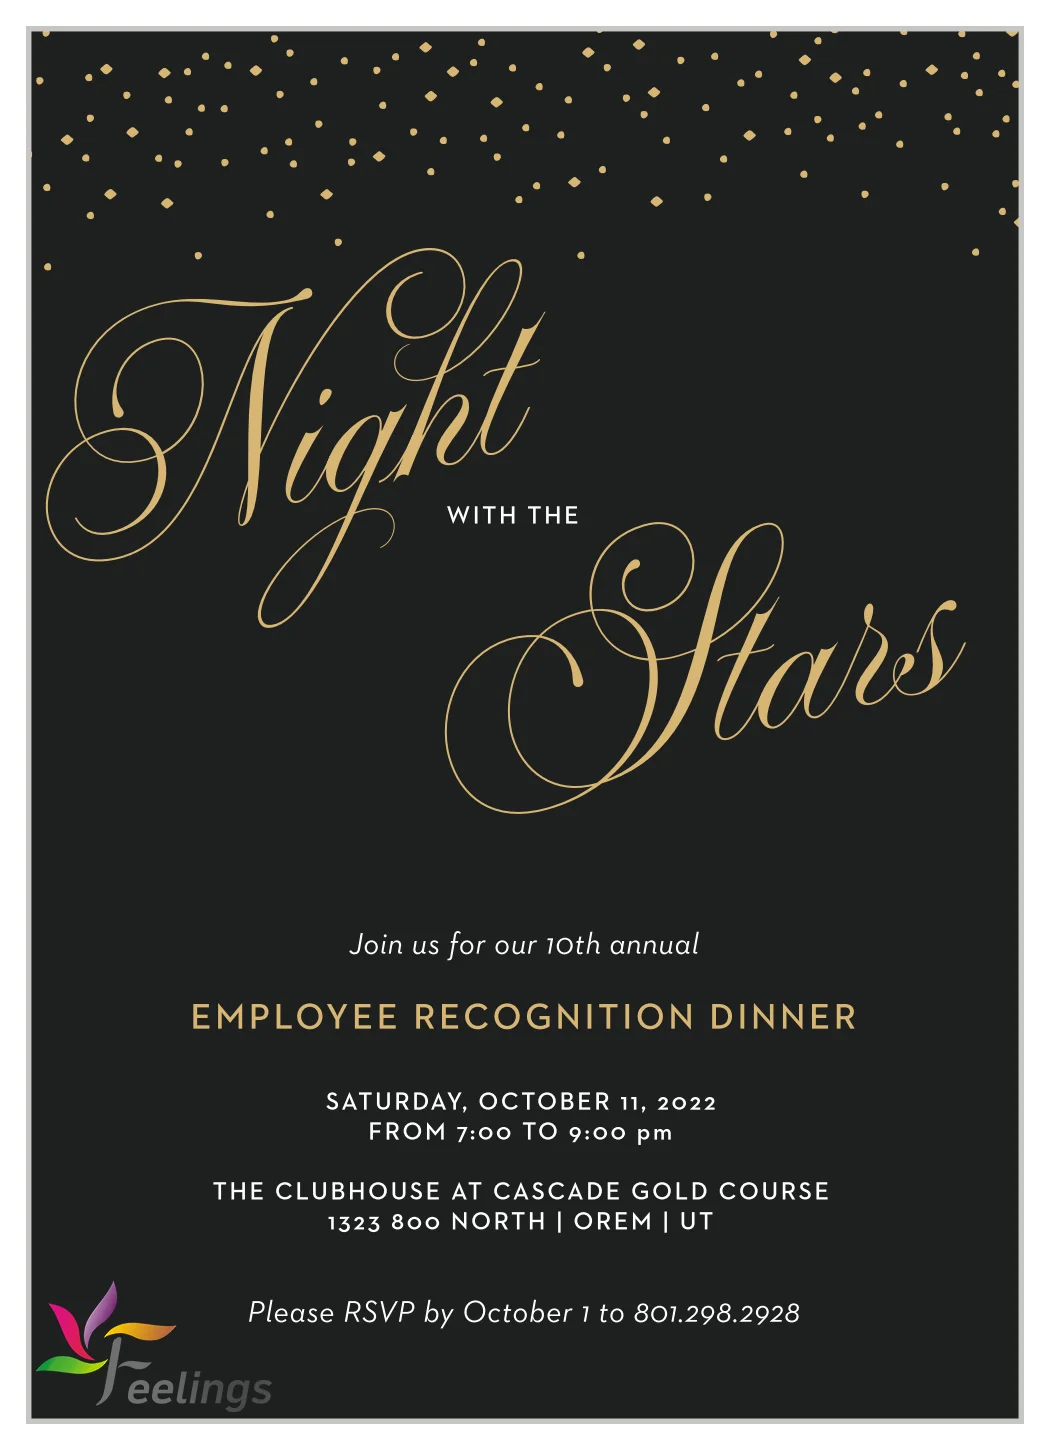 Night
WITH THE
Stars
Join us for our 10th annual
EMPLOYEE RECOGNITION DINNER
SATURDAY, OCTOBER 11, 2022
FROM 7:00 TO 9:00 pm
THE CLUBHOUSE AT CASCADE GOLD COURSE
1323 800 NORTH | OREM | UT
Please RSVP by October 1 to 801.298.2928
Feelings